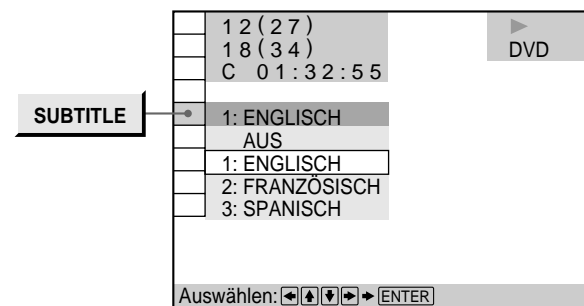 12(27)
18(34)
C 01:32:55
DVD
SUBTITLE
1: ENGLISCH
AUS
1: ENGLISCH
2: FRANZÖSISCH
3: SPANISCH
Auswählen: ENTER